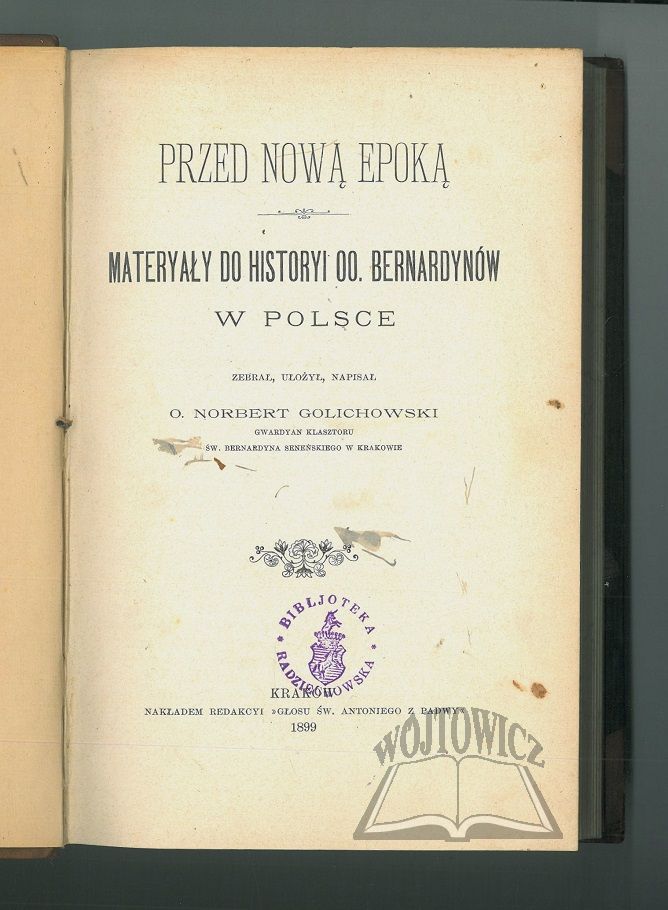 PRZED NOWĄ EPOKĄ
MATERYAŁY DO HISTORYI OO. BERNARDYNÓW
W POLSCE
ZEBRAŁ, UŁOŻYŁ, NAPISAŁ
O. NORBERT GOLICHOWSKI
GWARDYAN KLASZTORU
ŚW. BERNARDYNA SENEŃSKIEGO W KRAKOWIE
* BIBLJOTEKA *
RADZIECHOWSKA
KRAKÓW
NAKŁADEM REDAKCYI »GŁOSU ŚW. ANTONIEGO Z PADWY«
1899
WÓJTOWICZ